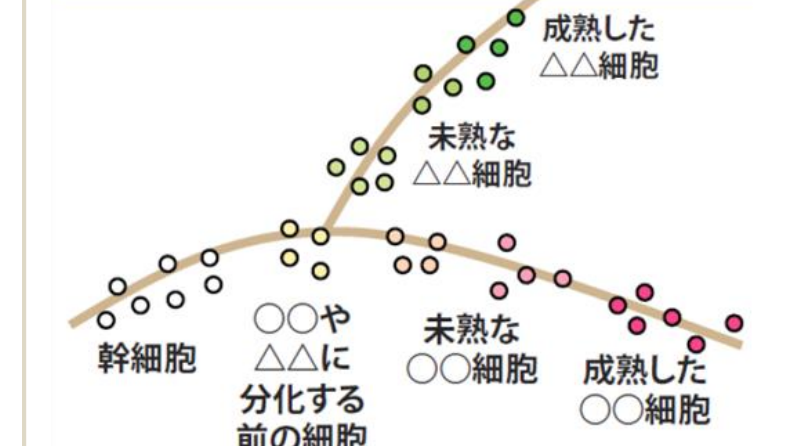 成熟した
△△細胞
未熟な
△△細胞
幹細胞
○○や
△△に
分化する
前の細胞
未熟な
○○細胞
成熟した
○○細胞